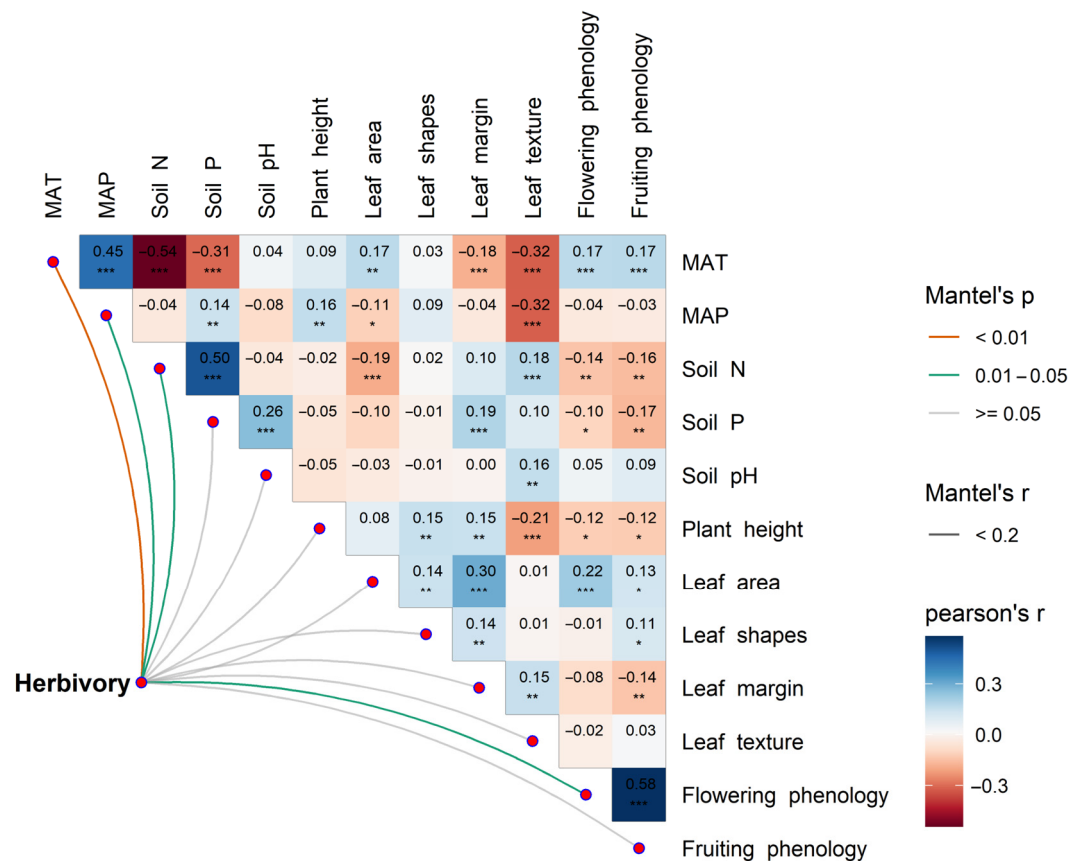 MAT
MAP
Soil N
Soil P
Soil pH
Plant height
Leaf area
Leaf shapes
Leaf margin
Leaf texture
Flowering phenology
Fruiting phenology
0.45 −0.54 −0.31 0.04 0.09 0.17 0.03 −0.18 −0.32 0.17 0.17 MAT
*** *** *** ** *** *** *** ***
−0.04 0.14 −0.08 0.16 −0.11 0.09 −0.04 −0.32 −0.04 −0.03 MAP
** ** * ***
0.50 −0.04 −0.02 −0.19 0.02 0.10 0.18 −0.14 −0.16 Soil N
*** *** *** ** **
0.26 −0.05 −0.10 −0.01 0.19 0.10 −0.10 −0.17 Soil P
*** *** * **
−0.05 −0.03 −0.01 0.00 0.16 0.05 0.09 Soil pH
**
0.08 0.15 0.15 −0.21 −0.12 −0.12 Plant height
** ** *** * *
0.14 0.30 0.01 0.22 0.13 Leaf area
** *** *** *
0.14 0.01 −0.01 0.11 Leaf shapes
** *
0.15 −0.08 −0.14 Leaf margin
** **
−0.02 0.03 Leaf texture
0.58 Flowering phenology
***
Fruiting phenology
Herbivory
Mantel's p
< 0.01
0.01 − 0.05
>= 0.05
Mantel's r
< 0.2
pearson's r
0.3
0.0
−0.3